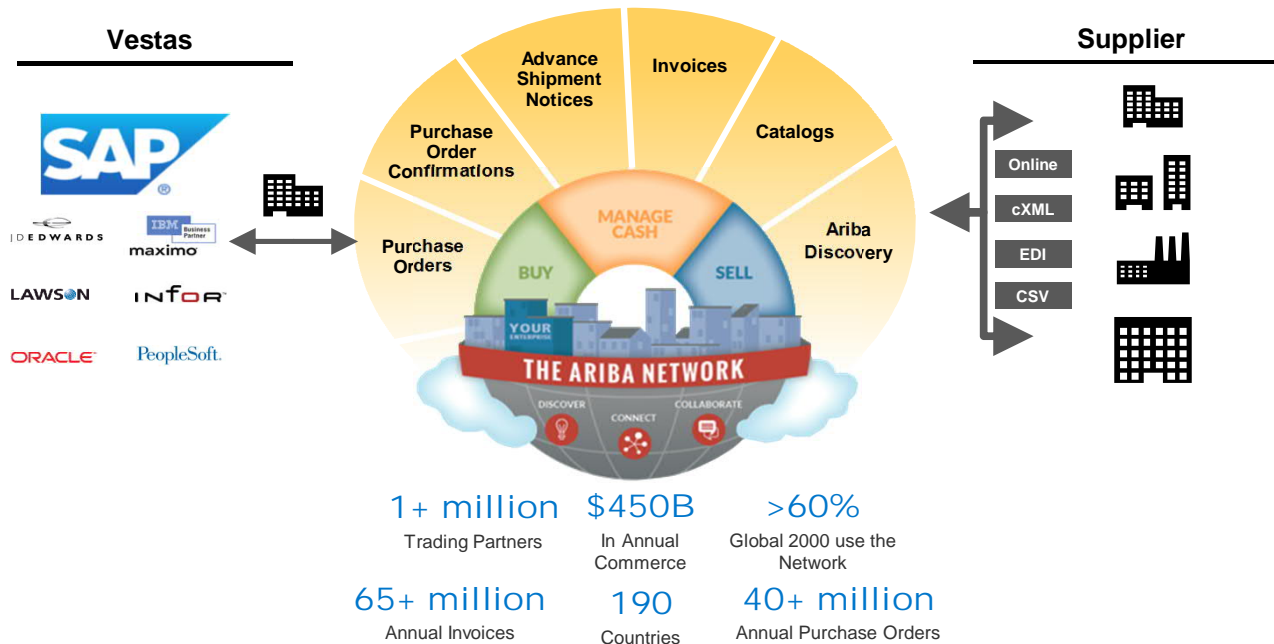 Vestas
SAP
®
JDEDWARDS
IBM
Business
Partner
maximo
LAWSON
INFOR™
ORACLE®
PeopleSoft.
Purchase
Orders
Purchase
Order
Confirmations
Advance
Shipment
Notices
Invoices
Catalogs
Ariba
Discovery
BUY
MANAGE
CASH
SELL
YOUR
ENTERPRISE
THE ARIBA NETWORK
DISCOVER
CONNECT
COLLABORATE
Supplier
Online
cXML
EDI
CSV
1+ million
Trading Partners
$450B
In Annual
Commerce
>60%
Global 2000 use the
Network
65+ million
Annual Invoices
190
Countries
40+ million
Annual Purchase Orders